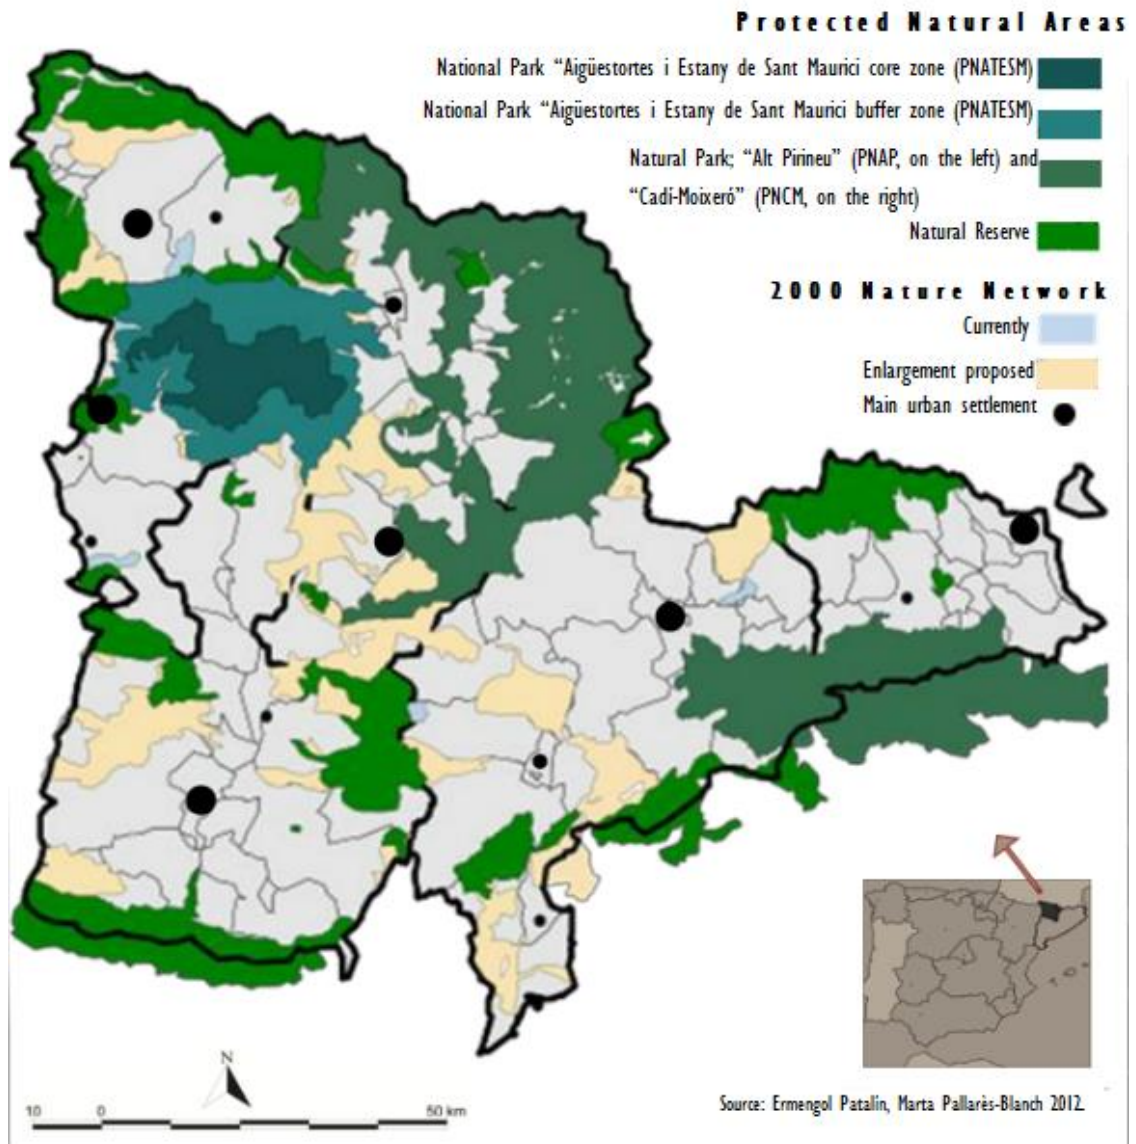 Protected Natural Areas
National Park "Aigüestortes i Estany de Sant Maurici core zone (PNATESM)
National Park "Aigüestortes i Estany de Sant Maurici buffer zone (PNATESM)
Natural Park; "Alt Pirineu" (PNAP, on the left) and
"Cadí-Moixeró" (PNCM, on the right)
Natural Reserve
2000 Nature Network
Currently
Enlargement proposed
Main urban settlement
N
10 0 50 km
Source: Ermengol Patalín, Marta Pallarès-Blanch 2012.